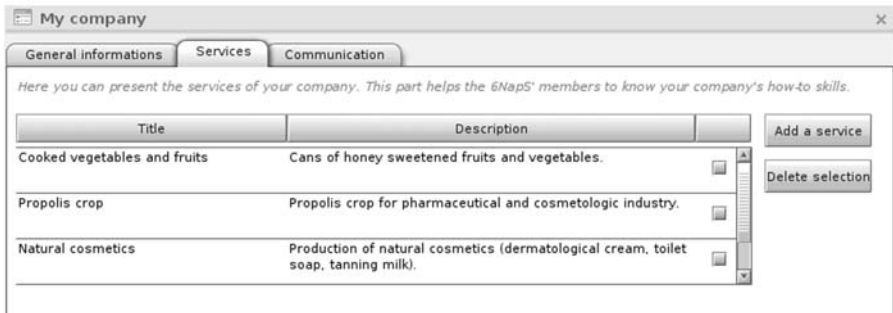 My company
General informations Services Communication
Here you can present the services of your company. This part helps the 6NapS' members to know your company's how-to skills.
Title Description Add a service
Cooked vegetables and fruits Cans of honey sweetened fruits and vegetables.
Delete selection
Propolis crop Propolis crop for pharmaceutical and cosmetologic industry.
Natural cosmetics Production of natural cosmetics (dermatological cream, toilet
soap, tanning milk).